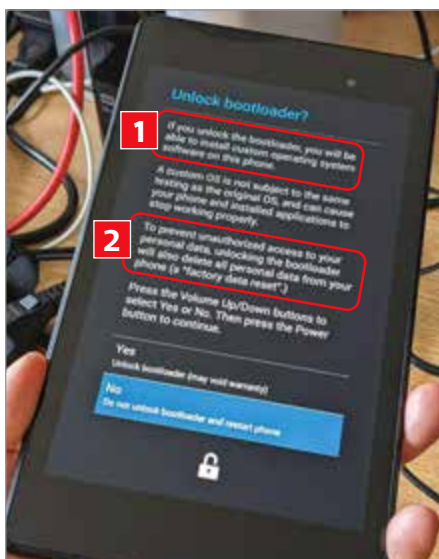 Unlock bootloader?
1
If you unlock the bootloader, you will be
able to install custom operating system
software on this phone.
A custom OS is not subject to the same
testing as the original OS, and can cause
your phone and installed applications to
stop working properly.
2
To prevent unauthorized access to your
personal data, unlocking the bootloader
will also delete all personal data from your
phone (a "factory data reset".)
Press the Volume Up/Down buttons to
select Yes or No. Then press the Power
button to continue.
Yes
Unlock bootloader (may void warranty)
No
Do not unlock bootloader and restart phone